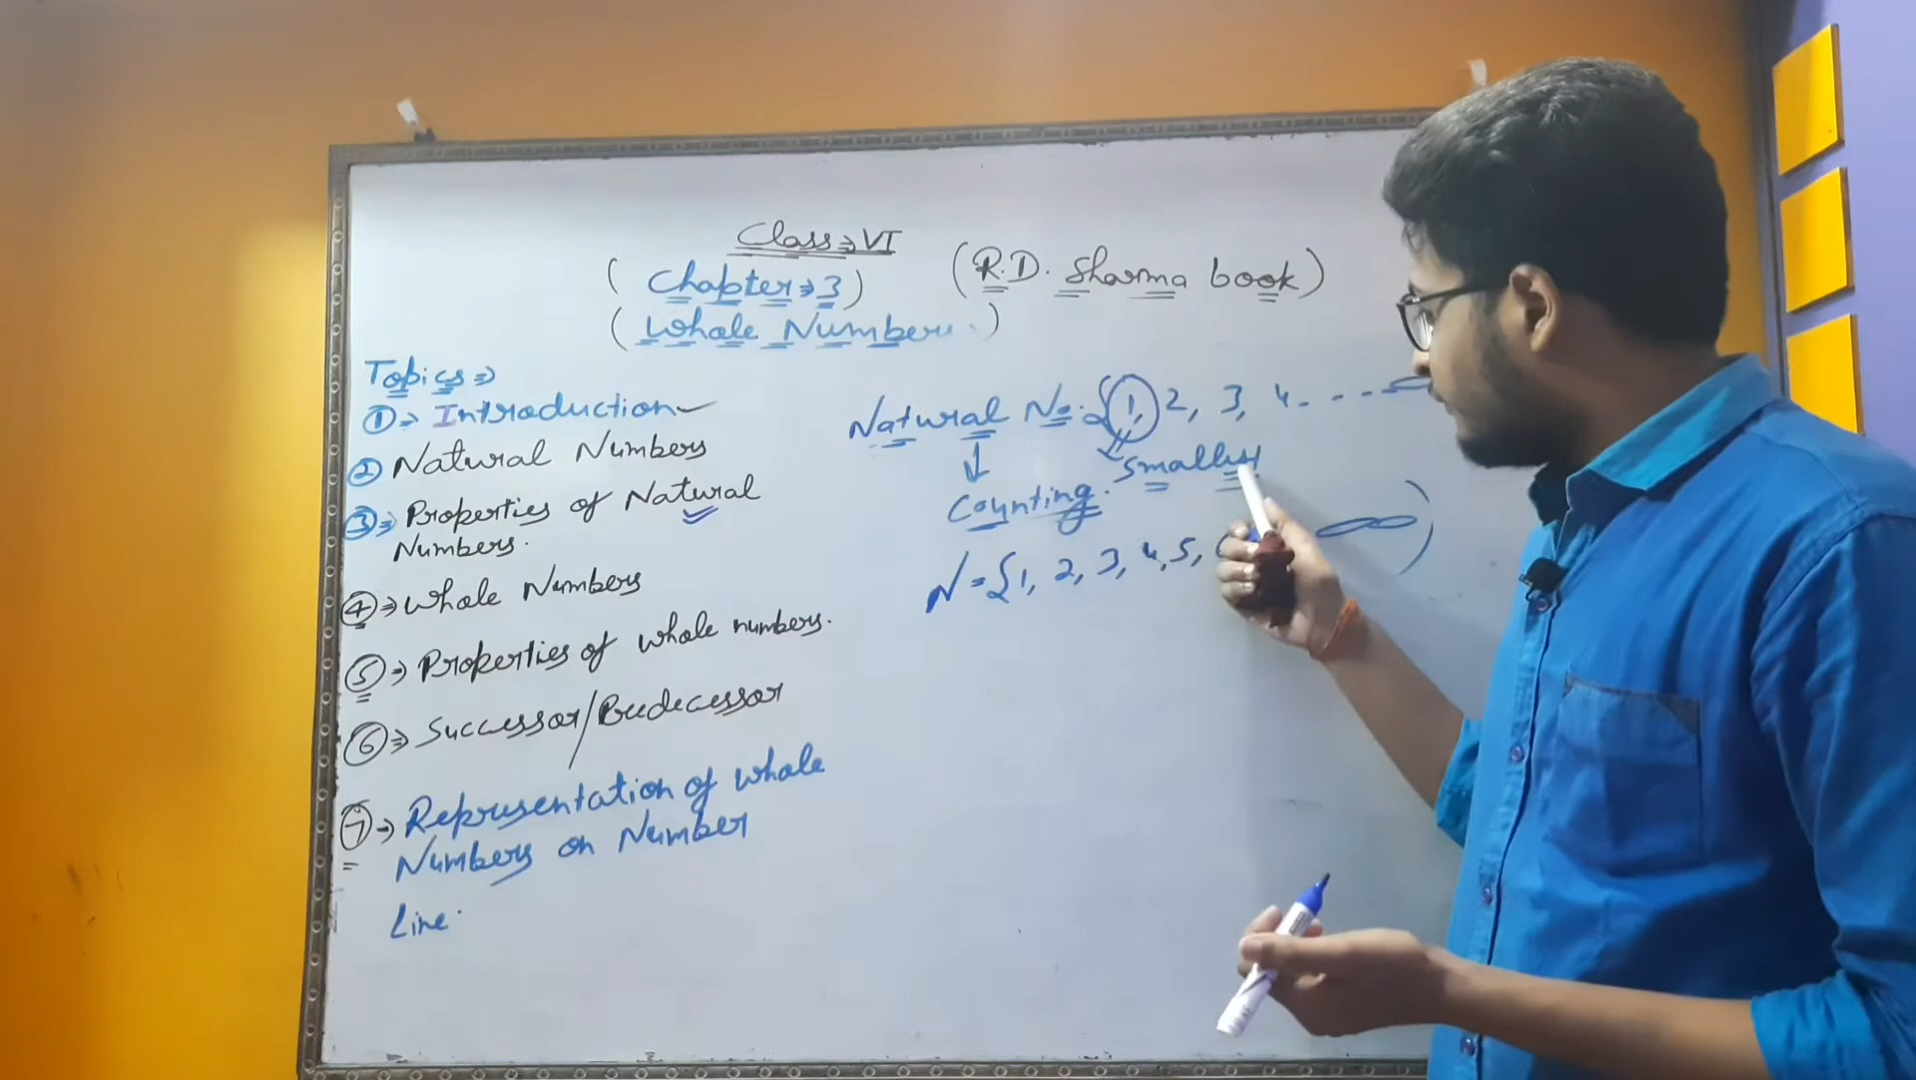 Class⇒VI
(Chapter⇒3) (R.D. Sharma book)
(Whole Numbers.)
Topics⇒
①⇒ Introduction
② Natural Numbers
③⇒ Properties of Natural
Numbers.
④⇒ Whole Numbers
⑤⇒ Properties of whole numbers.
⑥⇒ Successor/Predecessor
⑦→ Representation of whole
Numbers on Number
Line.
Natural No. {1, 2, 3, 4 - - - -
↓ Smallest
Counting.
N = {1, 2, 3, 4, 5, ∞)